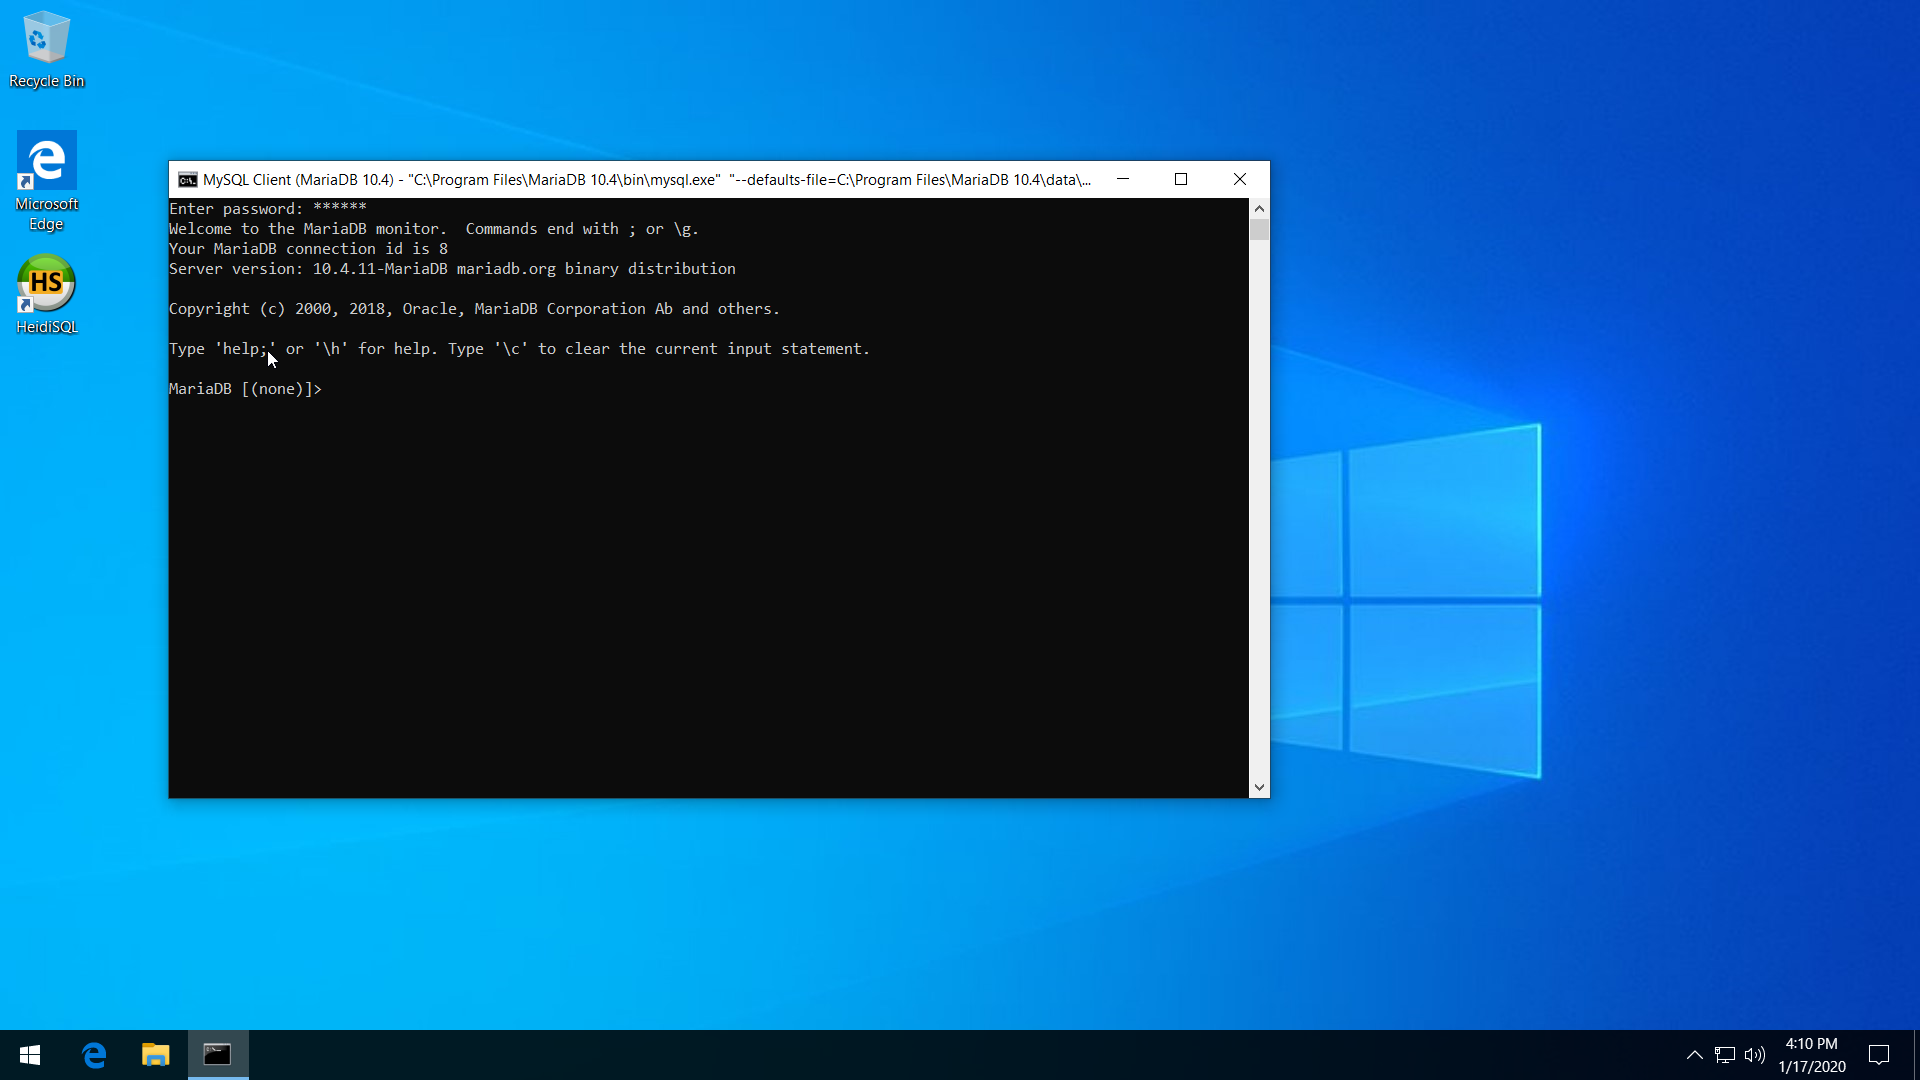 Recycle Bin
Microsoft
Edge
HS
HeidiSQL
MySQL Client (MariaDB 10.4) - "C:\Program Files\MariaDB 10.4\bin\mysql.exe"  "--defaults-file=C:\Program Files\MariaDB 10.4\data\...
Enter password: ******
Welcome to the MariaDB monitor.  Commands end with ; or \g.
Your MariaDB connection id is 8
Server version: 10.4.11-MariaDB mariadb.org binary distribution
Copyright (c) 2000, 2018, Oracle, MariaDB Corporation Ab and others.
Type 'help;' or '\h' for help. Type '\c' to clear the current input statement.
MariaDB [(none)]>
4:10 PM
1/17/2020